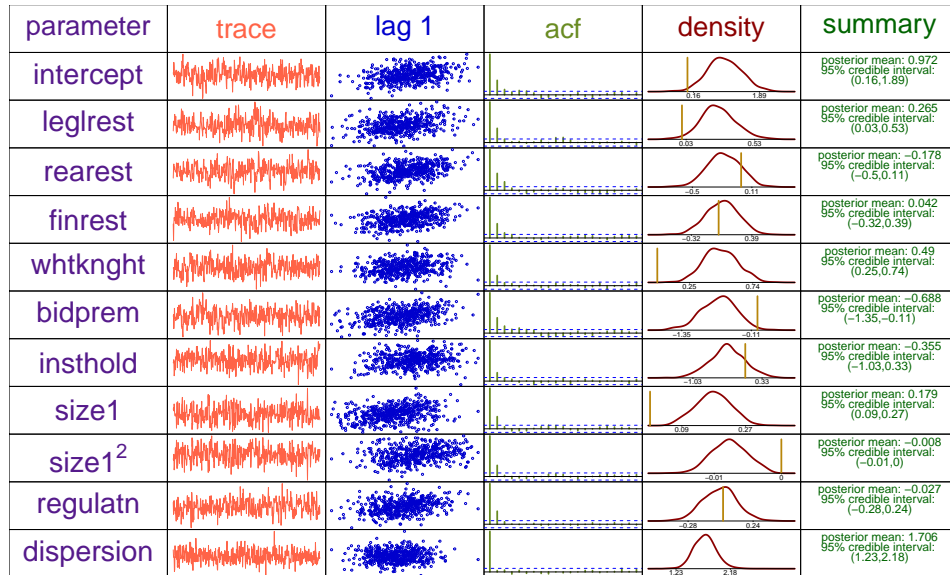 parameter trace lag 1 acf density summary
intercept
0.16 1.89
posterior mean: 0.972
95% credible interval:
(0.16,1.89)
leglrest
0.03 0.53
posterior mean: 0.265
95% credible interval:
(0.03,0.53)
rearest
−0.5 0.11
posterior mean: −0.178
95% credible interval:
(−0.5,0.11)
finrest
−0.32 0.39
posterior mean: 0.042
95% credible interval:
(−0.32,0.39)
whtknght
0.25 0.74
posterior mean: 0.49
95% credible interval:
(0.25,0.74)
bidprem
−1.35 −0.11
posterior mean: −0.688
95% credible interval:
(−1.35,−0.11)
insthold
−1.03 0.33
posterior mean: −0.355
95% credible interval:
(−1.03,0.33)
size1
0.09 0.27
posterior mean: 0.179
95% credible interval:
(0.09,0.27)
size1²
−0.01 0
posterior mean: −0.008
95% credible interval:
(−0.01,0)
regulatn
−0.28 0.24
posterior mean: −0.027
95% credible interval:
(−0.28,0.24)
dispersion
1.23 2.18
posterior mean: 1.706
95% credible interval:
(1.23,2.18)